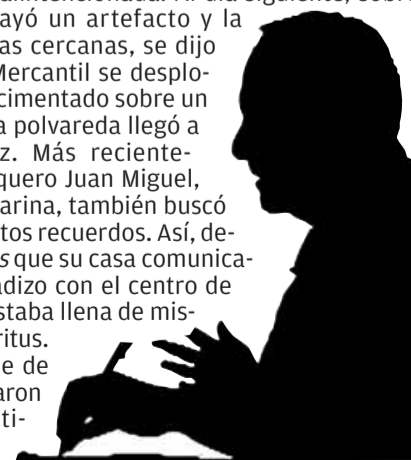 ayó un artefacto y la
as cercanas, se dijo
Mercantil se desplo-
cimentado sobre un
a polvareda llegó a
z. Más reciente-
quero Juan Miguel,
arina, también buscó
tos recuerdos. Así, de-
s que su casa comunica-
adizo con el centro de
staba llena de mis-
ritus.
e de
aron
ti-